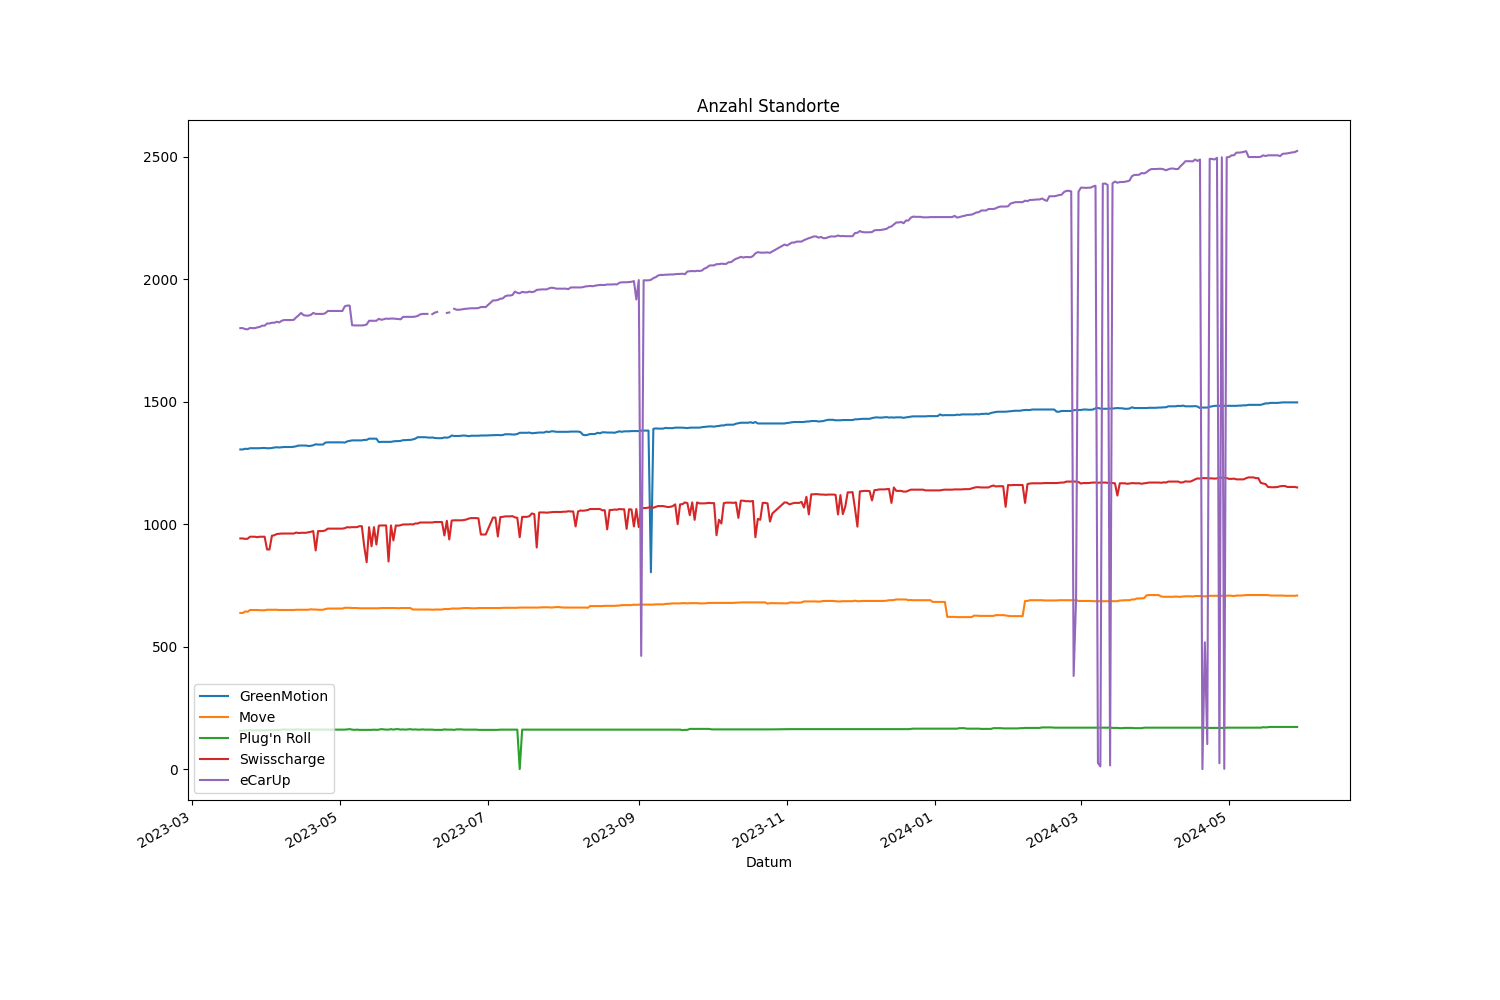 Anzahl Standorte
2500
2000
1500
1000
500
0
GreenMotion
Move
Plug'n Roll
Swisscharge
eCarUp
2023-03
2023-05
2023-07
2023-09
2023-11
2024-01
2024-03
2024-05
Datum